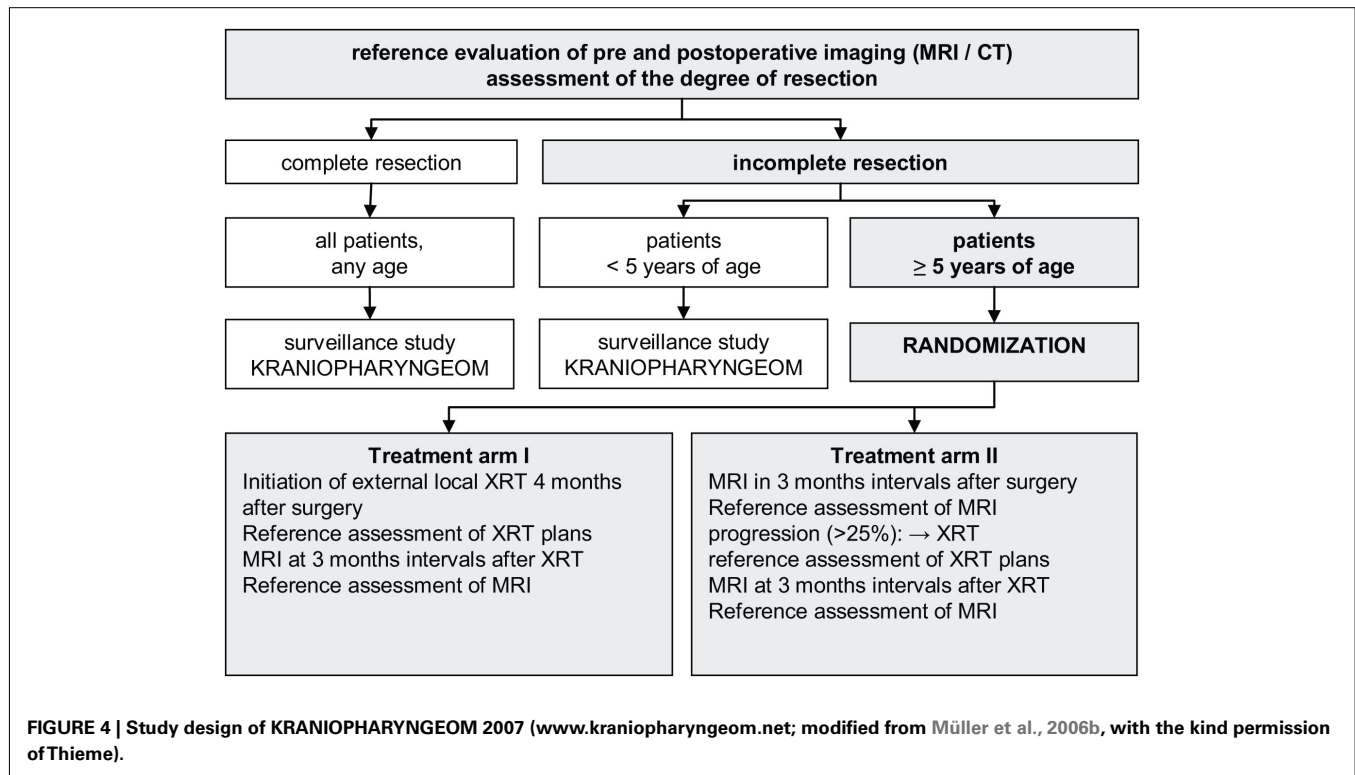 reference evaluation of pre and postoperative imaging (MRI / CT)
assessment of the degree of resection
complete resection
incomplete resection
all patients,
any age
patients
< 5 years of age
patients
≥ 5 years of age
surveillance study
KRANIOPHARYNGEOM
surveillance study
KRANIOPHARYNGEOM
RANDOMIZATION
Treatment arm I
Initiation of external local XRT 4 months
after surgery
Reference assessment of XRT plans
MRI at 3 months intervals after XRT
Reference assessment of MRI
Treatment arm II
MRI in 3 months intervals after surgery
Reference assessment of MRI
progression (>25%): → XRT
reference assessment of XRT plans
MRI at 3 months intervals after XRT
Reference assessment of MRI
FIGURE 4 | Study design of KRANIOPHARYNGEOM 2007 (www.kraniopharyngeom.net; modified from Müller et al., 2006b, with the kind permission
of Thieme).